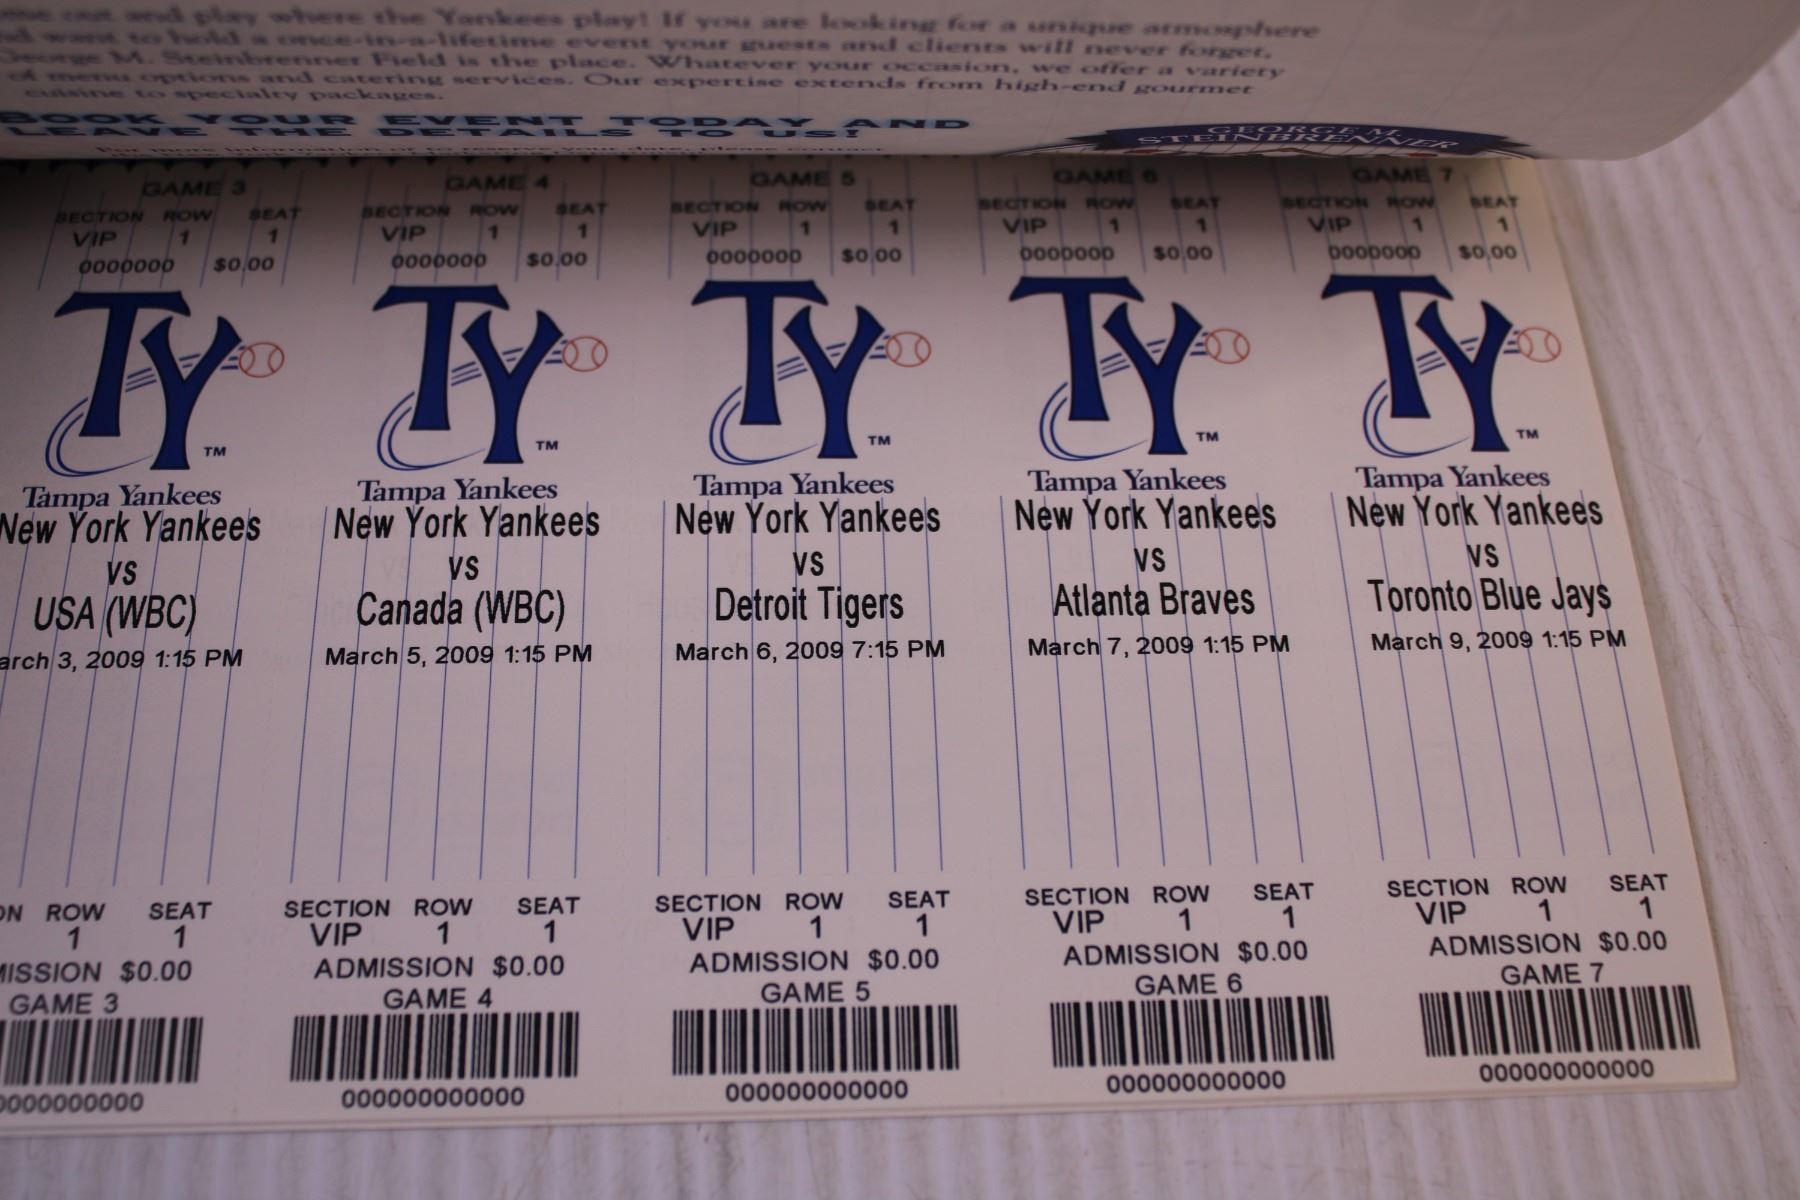 me out and play where the Yankees play! If you are looking for a unique atmosphere
nd want to hold a once-in-a-lifetime event your guests and clients will never forget,
George M. Steinbrenner Field is the place. Whatever your occasion, we offer a variety
of menu options and catering services. Our expertise extends from high-end gourmet
cuisine to specialty packages.
BOOK YOUR EVENT TODAY AND
LEAVE THE DETAILS TO US!
For more information or to reserve your date, please contact
GEORGE M.
STEINBRENNER
GAME 3
SECTION ROW SEAT
VIP 1 1
0000000 $0.00
Tampa Yankees
TY
TM
New York Yankees
vs
USA (WBC)
arch 3, 2009 1:15 PM
ON ROW SEAT
1 1
MISSION $0.00
GAME 3
0000000000
GAME 4
SECTION ROW SEAT
VIP 1 1
0000000 $0.00
TY
TM
Tampa Yankees
New York Yankees
vs
Canada (WBC)
March 5, 2009 1:15 PM
SECTION ROW SEAT
VIP 1 1
ADMISSION $0.00
GAME 4
000000000000
GAME 5
SECTION ROW SEAT
VIP 1 1
0000000 $0.00
TY
TM
Tampa Yankees
New York Yankees
vs
Detroit Tigers
March 6, 2009 7:15 PM
SECTION ROW SEAT
VIP 1 1
ADMISSION $0.00
GAME 5
000000000000
GAME 6
SECTION ROW SEAT
VIP 1 1
0000000 $0.00
TY
TM
Tampa Yankees
New York Yankees
vs
Atlanta Braves
March 7, 2009 1:15 PM
SECTION ROW SEAT
VIP 1 1
ADMISSION $0.00
GAME 6
000000000000
GAME 7
SECTION ROW SEAT
VIP 1 1
0000000 $0.00
TY
TM
Tampa Yankees
New York Yankees
vs
Toronto Blue Jays
March 9, 2009 1:15 PM
SECTION ROW SEAT
VIP 1 1
ADMISSION $0.00
GAME 7
000000000000